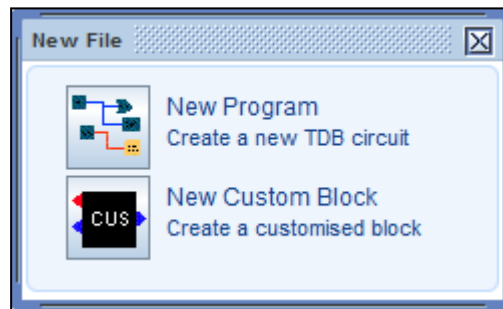 New File
New Program
Create a new TDB circuit
CUS
New Custom Block
Create a customised block